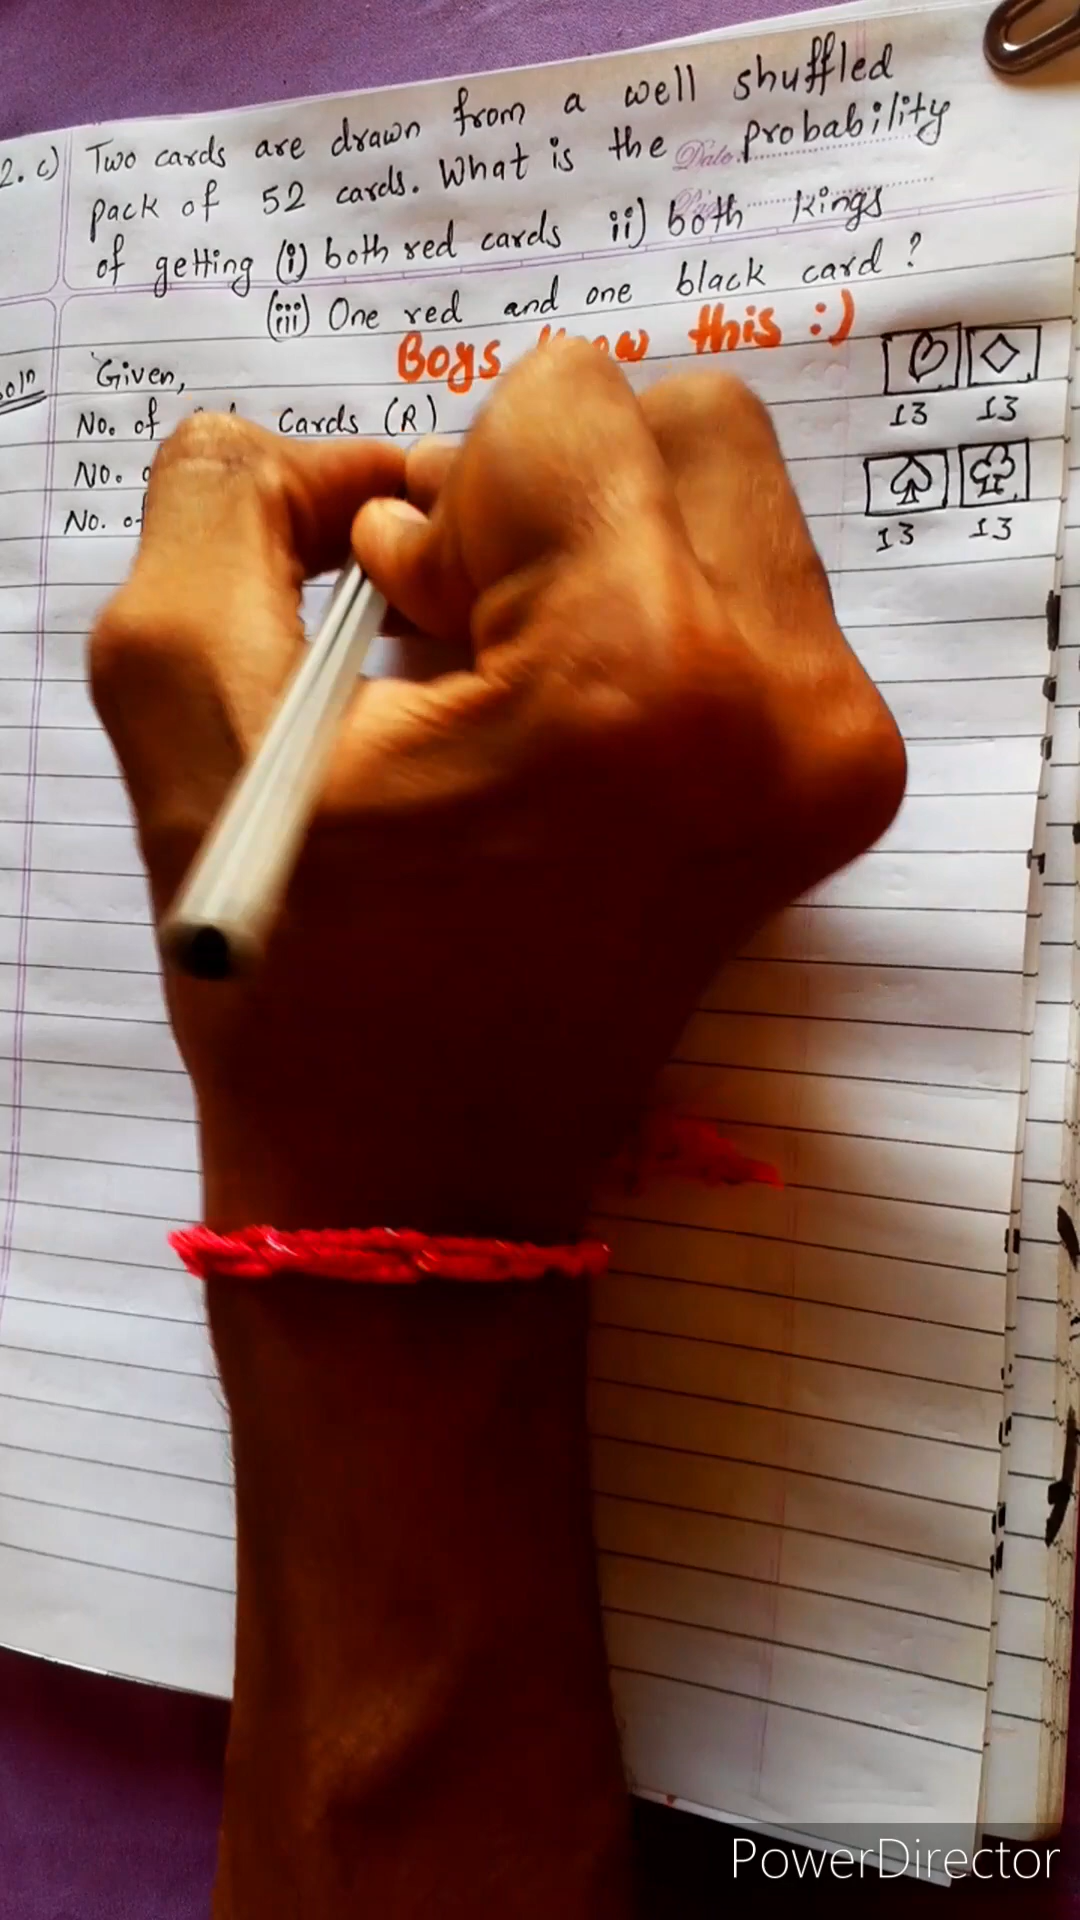 2. c) Two cards are drawn from a well shuffled
pack of 52 cards. What is the probability
of getting (i) both red cards ii) both kings
(iii) One red and one black card ?
Boys this :)
Soln Given,
No. of Cards (R)
No.
No. of
13 13
13 13
Date
PowerDirector